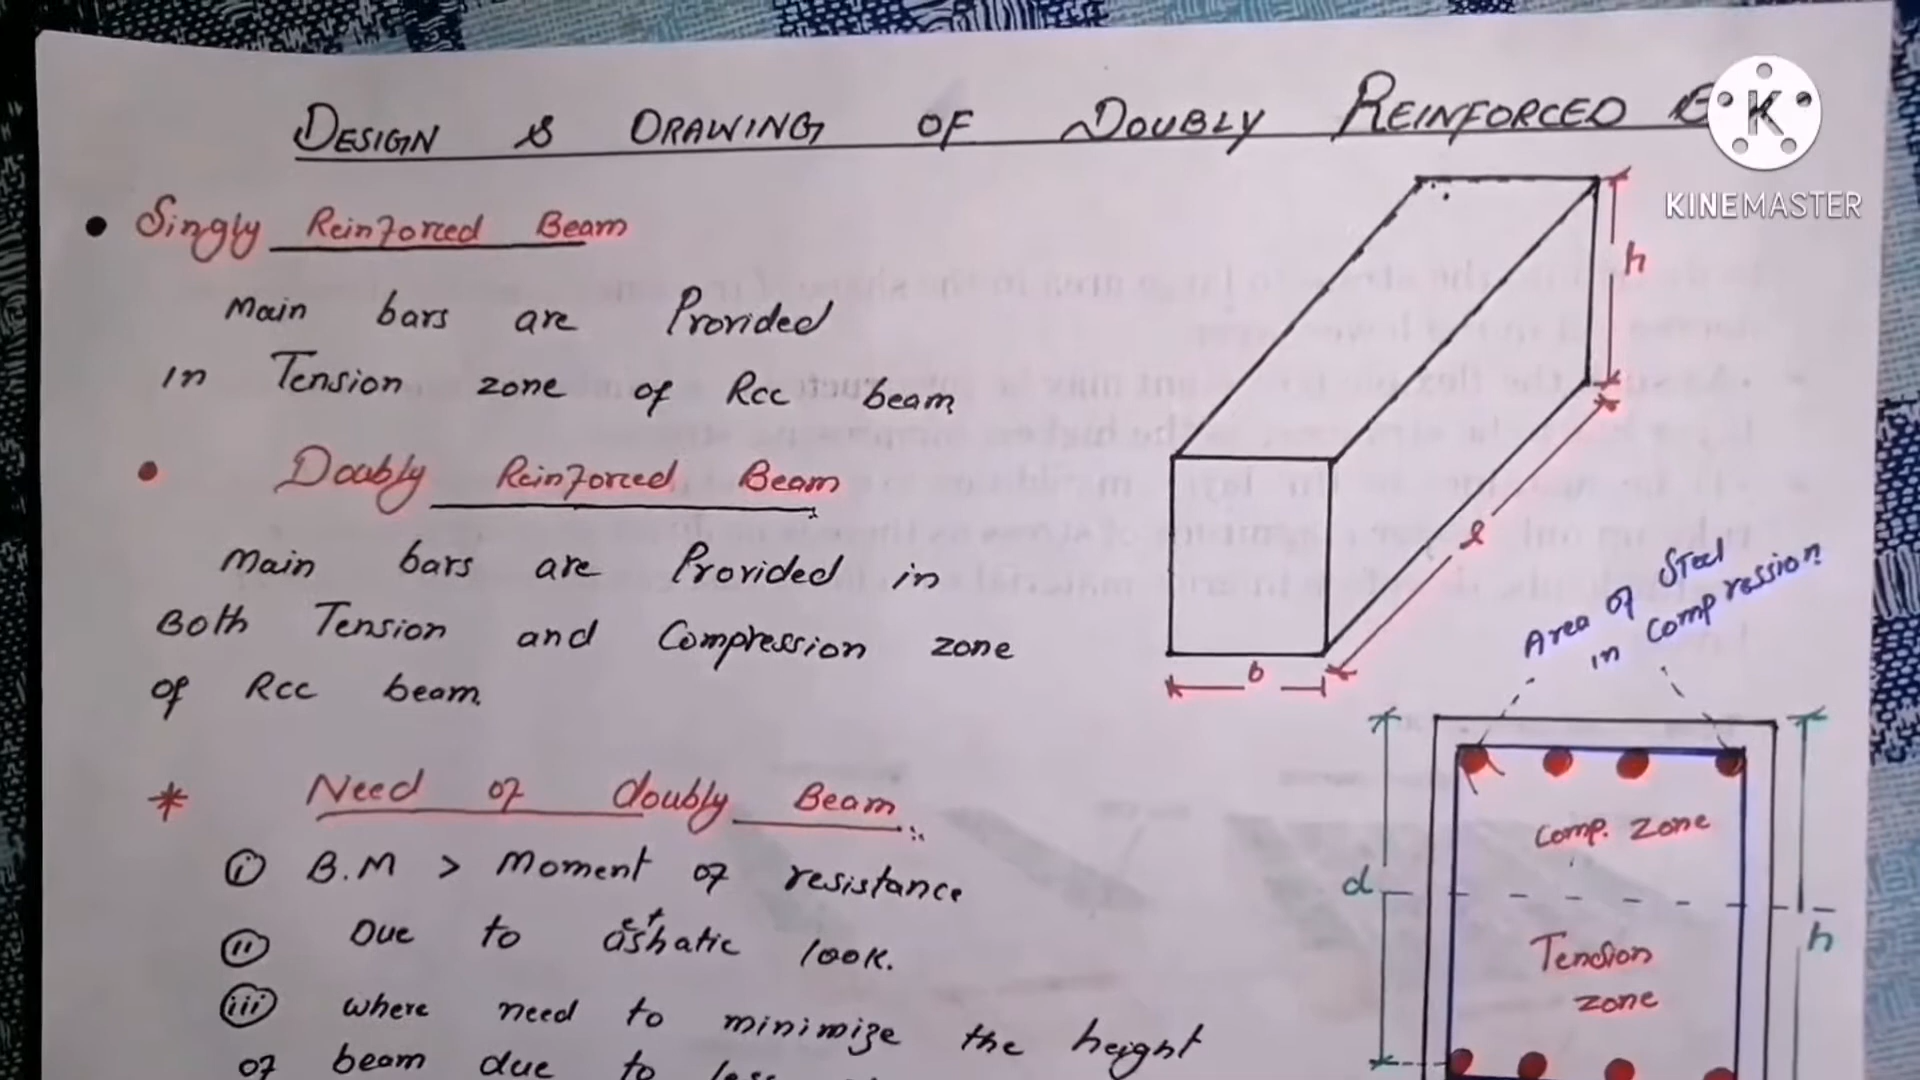 DESIGN & DRAWING OF DOUBLY REINFORCED
K
KINEMASTER
• Singly Reinforced Beam
Main bars are Provided
in Tension zone of Rcc beam
• Doubly Reinforced Beam
Main bars are Provided in
Both Tension and Compression zone
of Rcc beam.
* Need of doubly Beam
(i) B.M > Moment of resistance
(ii) Due to look.
(iii) where need to minimize the height
of beam due to
h
l
b
Area of Steel
in Compression
Comp. zone
d
h
Tension
zone